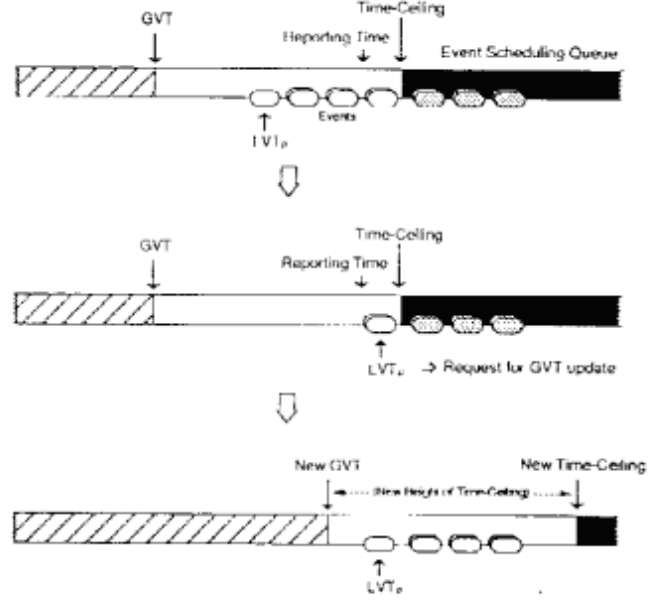 Time-Ceiling
GVT
Reporting Time
Event Scheduling Queue
Events
LVTP
Time-Ceiling
GVT
Reporting Time
LVTP ⇒ Request for GVT update
New GVT
New Time-Ceiling
(New Height of Time-Ceiling)
LVTP